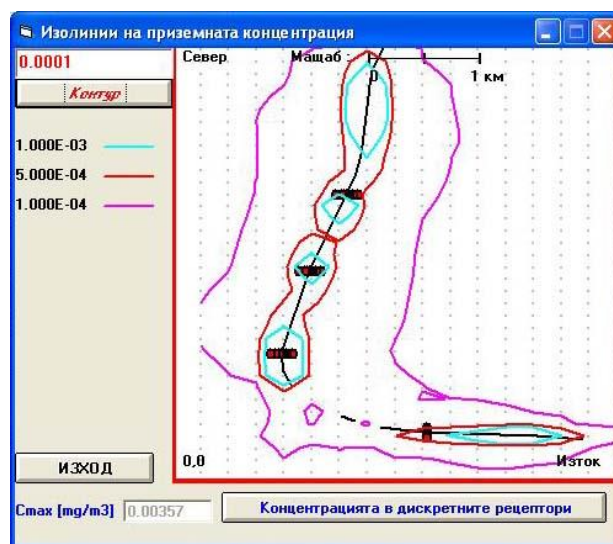 Изолинии на приземната концентрация
0.0001
Контур
1.000E-03
5.000E-04
1.000E-04
Север
Мащаб :
0
1 км
0,0
Изток
ИЗХОД
Cmax [mg/m3]
0.00357
Концентрацията в дискретните рецептори